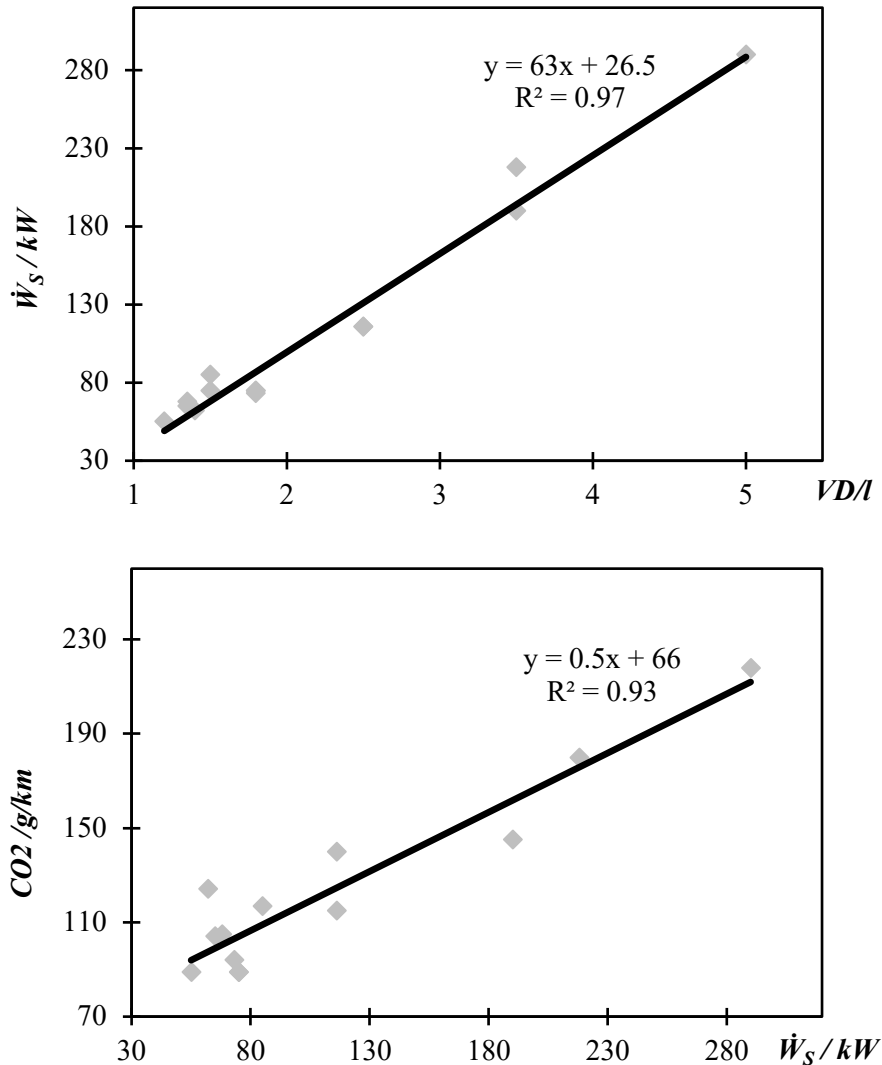 y = 63x + 26.5
R² = 0.97
280
230
180
130
80
30
Ẇ_S / kW
1
2
3
4
5
VD/l
y = 0.5x + 66
R² = 0.93
230
190
150
110
70
CO2 /g/km
30
80
130
180
230
280
Ẇ_S / kW